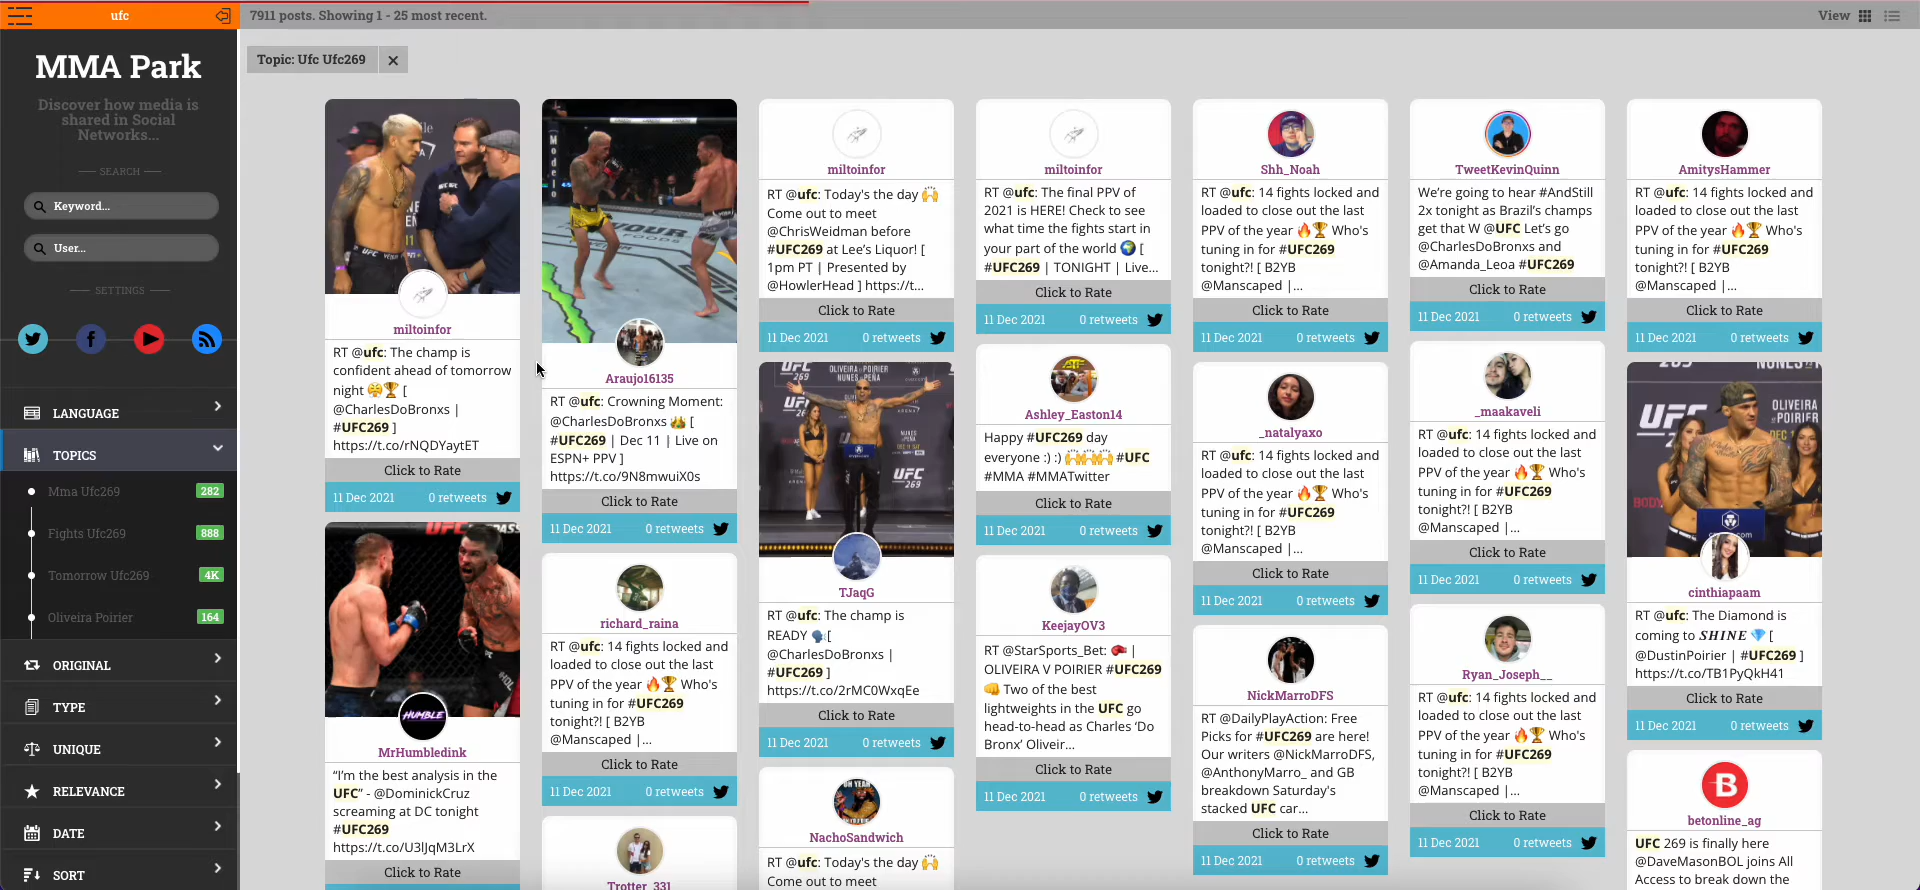 ufc
7911 posts. Showing 1 - 25 most recent.
View
MMA Park
Discover how media is
shared in Social
Networks...
SEARCH
Keyword...
User...
SETTINGS
LANGUAGE
TOPICS
Mma Ufc269 282
Fights Ufc269 888
Tomorrow Ufc269 4K
Oliveira Poirier 164
ORIGINAL
TYPE
UNIQUE
RELEVANCE
DATE
SORT
Topic: Ufc Ufc269
miltoinfor
RT @ufc: The champ is
confident ahead of tomorrow
night 😤🏆 [
@CharlesDoBronxs |
#UFC269 ]
https://t.co/rNQDYaytET
Click to Rate
11 Dec 2021 0 retweets
MrHumbledink
“I’m the best analysis in the
UFC” - @DominickCruz
screaming at DC tonight
#UFC269
https://t.co/U3lJqM3LrX
Click to Rate
Araujo16135
RT @ufc: Crowning Moment:
@CharlesDoBronxs 👑 [
#UFC269 | Dec 11 | Live on
ESPN+ PPV ]
https://t.co/9N8mwuiX0s
Click to Rate
11 Dec 2021 0 retweets
richard_raina
RT @ufc: 14 fights locked and
loaded to close out the last
PPV of the year 🔥🏆 Who's
tuning in for #UFC269
tonight?! [ B2YB
@Manscaped |...
Click to Rate
11 Dec 2021 0 retweets
Trotter_331
miltoinfor
RT @ufc: Today's the day 🙌
Come out to meet
@ChrisWeidman before
#UFC269 at Lee’s Liquor! [
1pm PT | Presented by
@HowlerHead ] https://t...
Click to Rate
11 Dec 2021 0 retweets
UFC
269
OLIVEIRA POIRIER
NUNES PEÑA
UFC
269
TJaqG
RT @ufc: The champ is
READY 🗣️[
@CharlesDoBronxs |
#UFC269 ]
https://t.co/2rMC0WxqEe
Click to Rate
11 Dec 2021 0 retweets
NachoSandwich
RT @ufc: Today's the day 🙌
Come out to meet
miltoinfor
RT @ufc: The final PPV of
2021 is HERE! Check to see
what time the fights start in
your part of the world 🌍 [
#UFC269 | TONIGHT | Live...
Click to Rate
11 Dec 2021 0 retweets
Ashley_Easton14
Happy #UFC269 day
everyone :) :) 🙌🙌🙌 #UFC
#MMA #MMATwitter
Click to Rate
11 Dec 2021 0 retweets
KeejayOV3
RT @StarSports_Bet: 🥊 |
OLIVEIRA V POIRIER #UFC269
👊 Two of the best
lightweights in the UFC go
head-to-head as Charles ‘Do
Bronx’ Oliveir...
Click to Rate
11 Dec 2021 0 retweets
Shh_Noah
RT @ufc: 14 fights locked and
loaded to close out the last
PPV of the year 🔥🏆 Who's
tuning in for #UFC269
tonight?! [ B2YB
@Manscaped |...
Click to Rate
11 Dec 2021 0 retweets
_natalyaxo
RT @ufc: 14 fights locked and
loaded to close out the last
PPV of the year 🔥🏆 Who's
tuning in for #UFC269
tonight?! [ B2YB
@Manscaped |...
Click to Rate
11 Dec 2021 0 retweets
NickMarroDFS
RT @DailyPlayAction: Free
Picks for #UFC269 are here!
Our writers @NickMarroDFS,
@AnthonyMarro_ and GB
breakdown Saturday's
stacked UFC car...
Click to Rate
11 Dec 2021 0 retweets
TweetKevinQuinn
We’re going to hear #AndStill
2x tonight as Brazil’s champs
get that W @UFC Let’s go
@CharlesDoBronxs and
@Amanda_Leoa #UFC269
Click to Rate
11 Dec 2021 0 retweets
_maakaveli
RT @ufc: 14 fights locked and
loaded to close out the last
PPV of the year 🔥🏆 Who's
tuning in for #UFC269
tonight?! [ B2YB
@Manscaped |...
Click to Rate
11 Dec 2021 0 retweets
Ryan_Joseph__
RT @ufc: 14 fights locked and
loaded to close out the last
PPV of the year 🔥🏆 Who's
tuning in for #UFC269
tonight?! [ B2YB
@Manscaped |...
Click to Rate
11 Dec 2021 0 retweets
AmitysHammer
RT @ufc: 14 fights locked and
loaded to close out the last
PPV of the year 🔥🏆 Who's
tuning in for #UFC269
tonight?! [ B2YB
@Manscaped |...
Click to Rate
11 Dec 2021 0 retweets
UFC
OLIVEIRA
POIRIER
cinthiapaam
RT @ufc: The Diamond is
coming to 𝑺𝑯𝑰𝑵𝑬 💎 [
@DustinPoirier | #UFC269 ]
https://t.co/TB1PyQkH41
Click to Rate
11 Dec 2021 0 retweets
betonline_ag
UFC 269 is finally here
@DaveMasonBOL joins All
Access to break down the